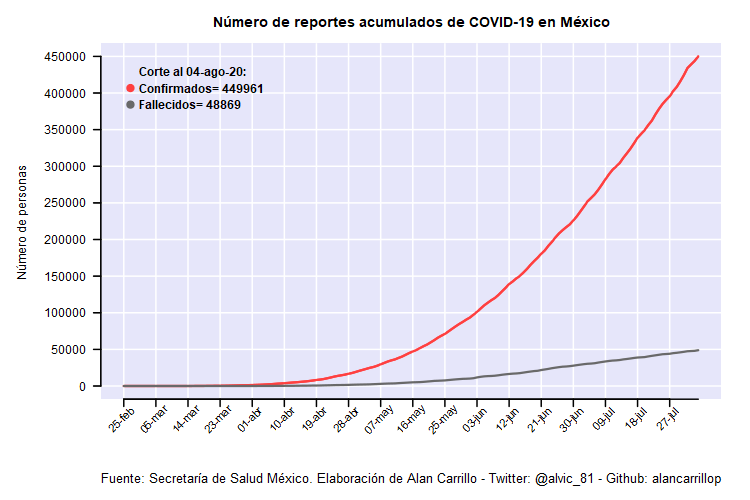 Número de reportes acumulados de COVID-19 en México
Corte al 04-ago-20:
Confirmados= 449961
Fallecidos= 48869
Número de personas
450000
400000
350000
300000
250000
200000
150000
100000
50000
0
25-feb
05-mar
14-mar
23-mar
01-abr
10-abr
19-abr
28-abr
07-may
16-may
25-may
03-jun
12-jun
21-jun
30-jun
09-jul
18-jul
27-jul
Fuente: Secretaría de Salud México. Elaboración de Alan Carrillo - Twitter: @alvic_81 - Github: alancarrillop